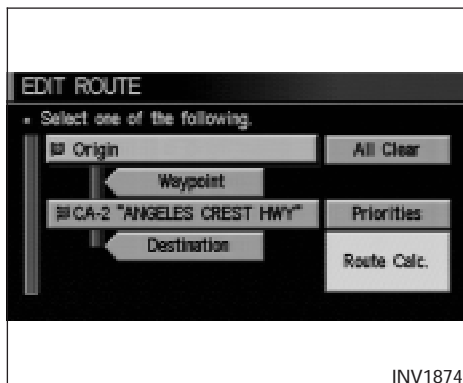 EDIT ROUTE
Select one of the following.
Origin
All Clear
Waypoint
CA-2 "ANGELES CREST HWY"
Priorities
Destination
Route Calc.
INV1874